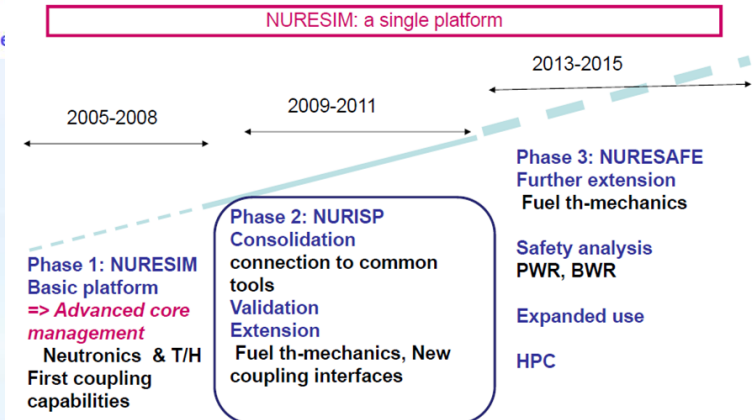 NURESIM: a single platform
e
2005-2008
2009-2011
2013-2015
Phase 1: NURESIM
Basic platform
=> Advanced core
management
Neutronics & T/H
First coupling
capabilities
Phase 2: NURISP
Consolidation
connection to common
tools
Validation
Extension
Fuel th-mechanics, New
coupling interfaces
Phase 3: NURESAFE
Further extension
Fuel th-mechanics
Safety analysis
PWR, BWR
Expanded use
HPC